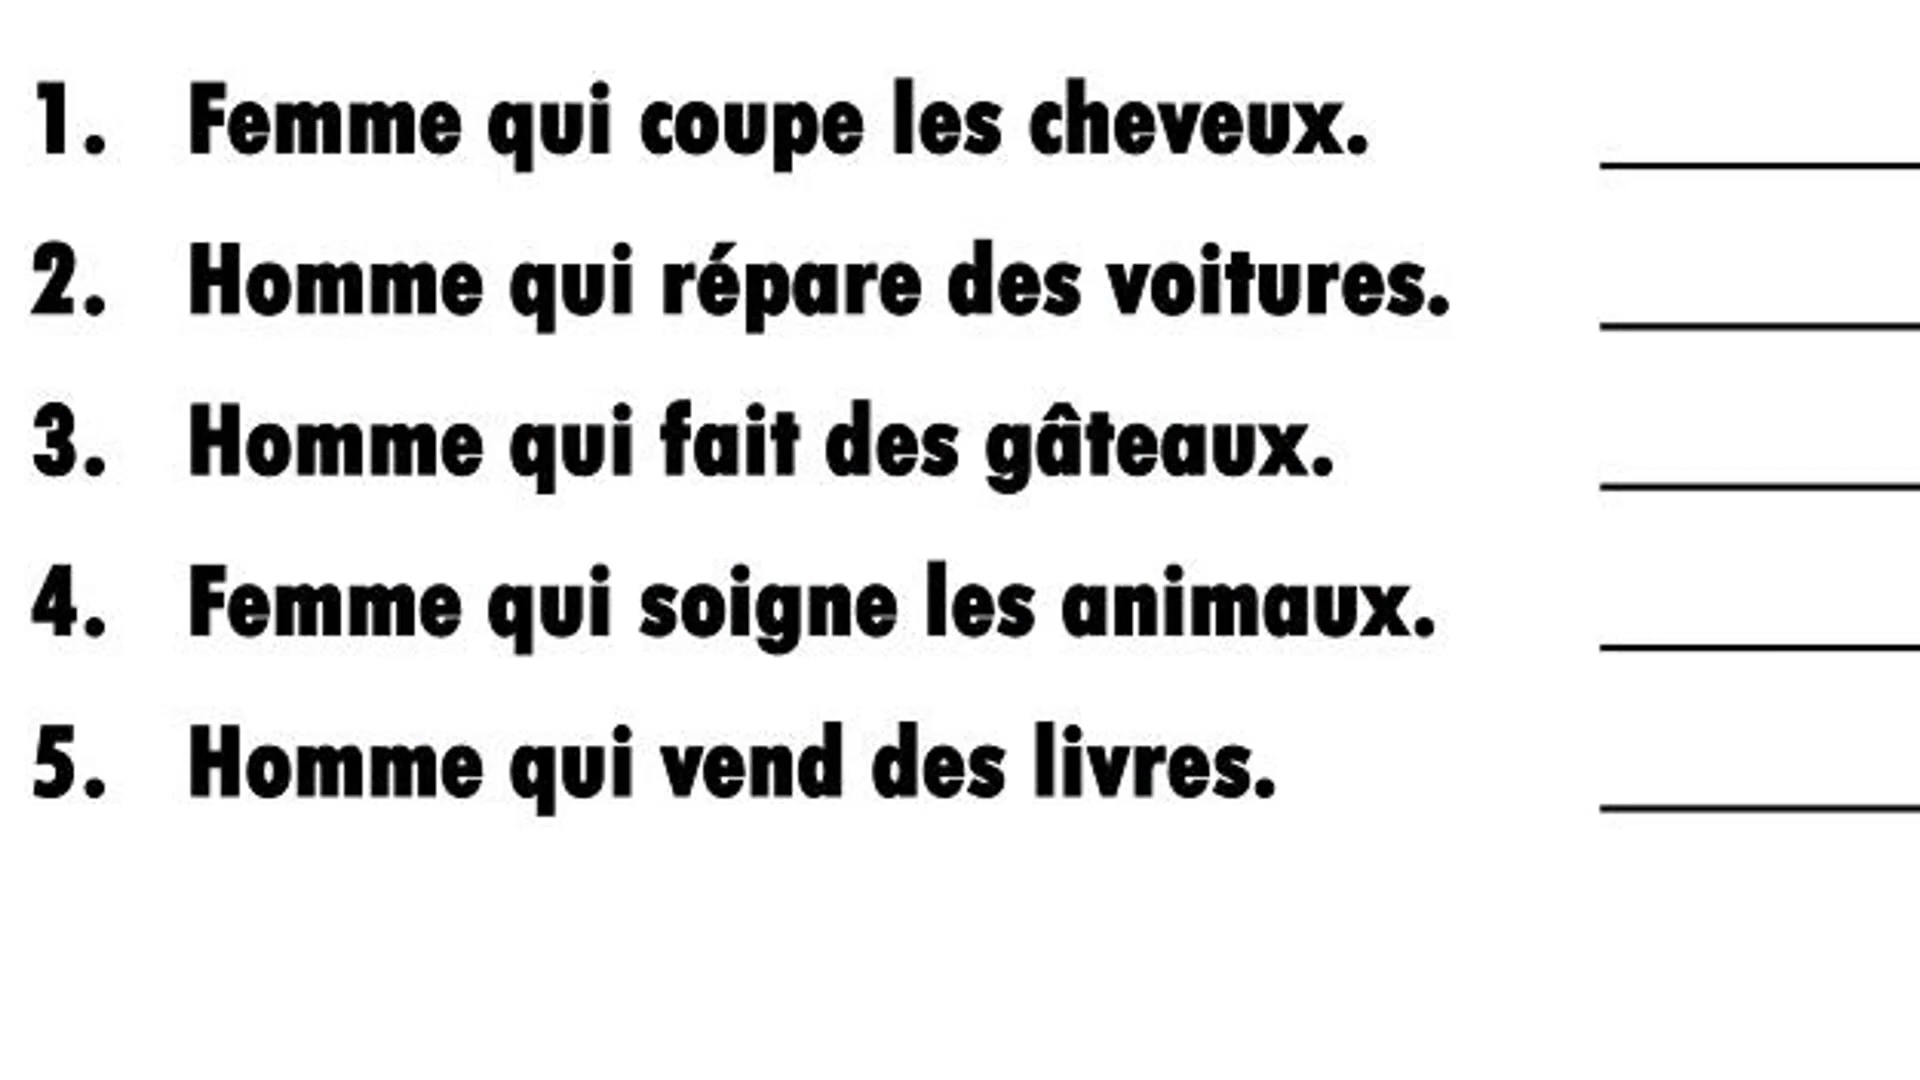 1. Femme qui coupe les cheveux.
2. Homme qui répare des voitures.
3. Homme qui fait des gâteaux.
4. Femme qui soigne les animaux.
5. Homme qui vend des livres.